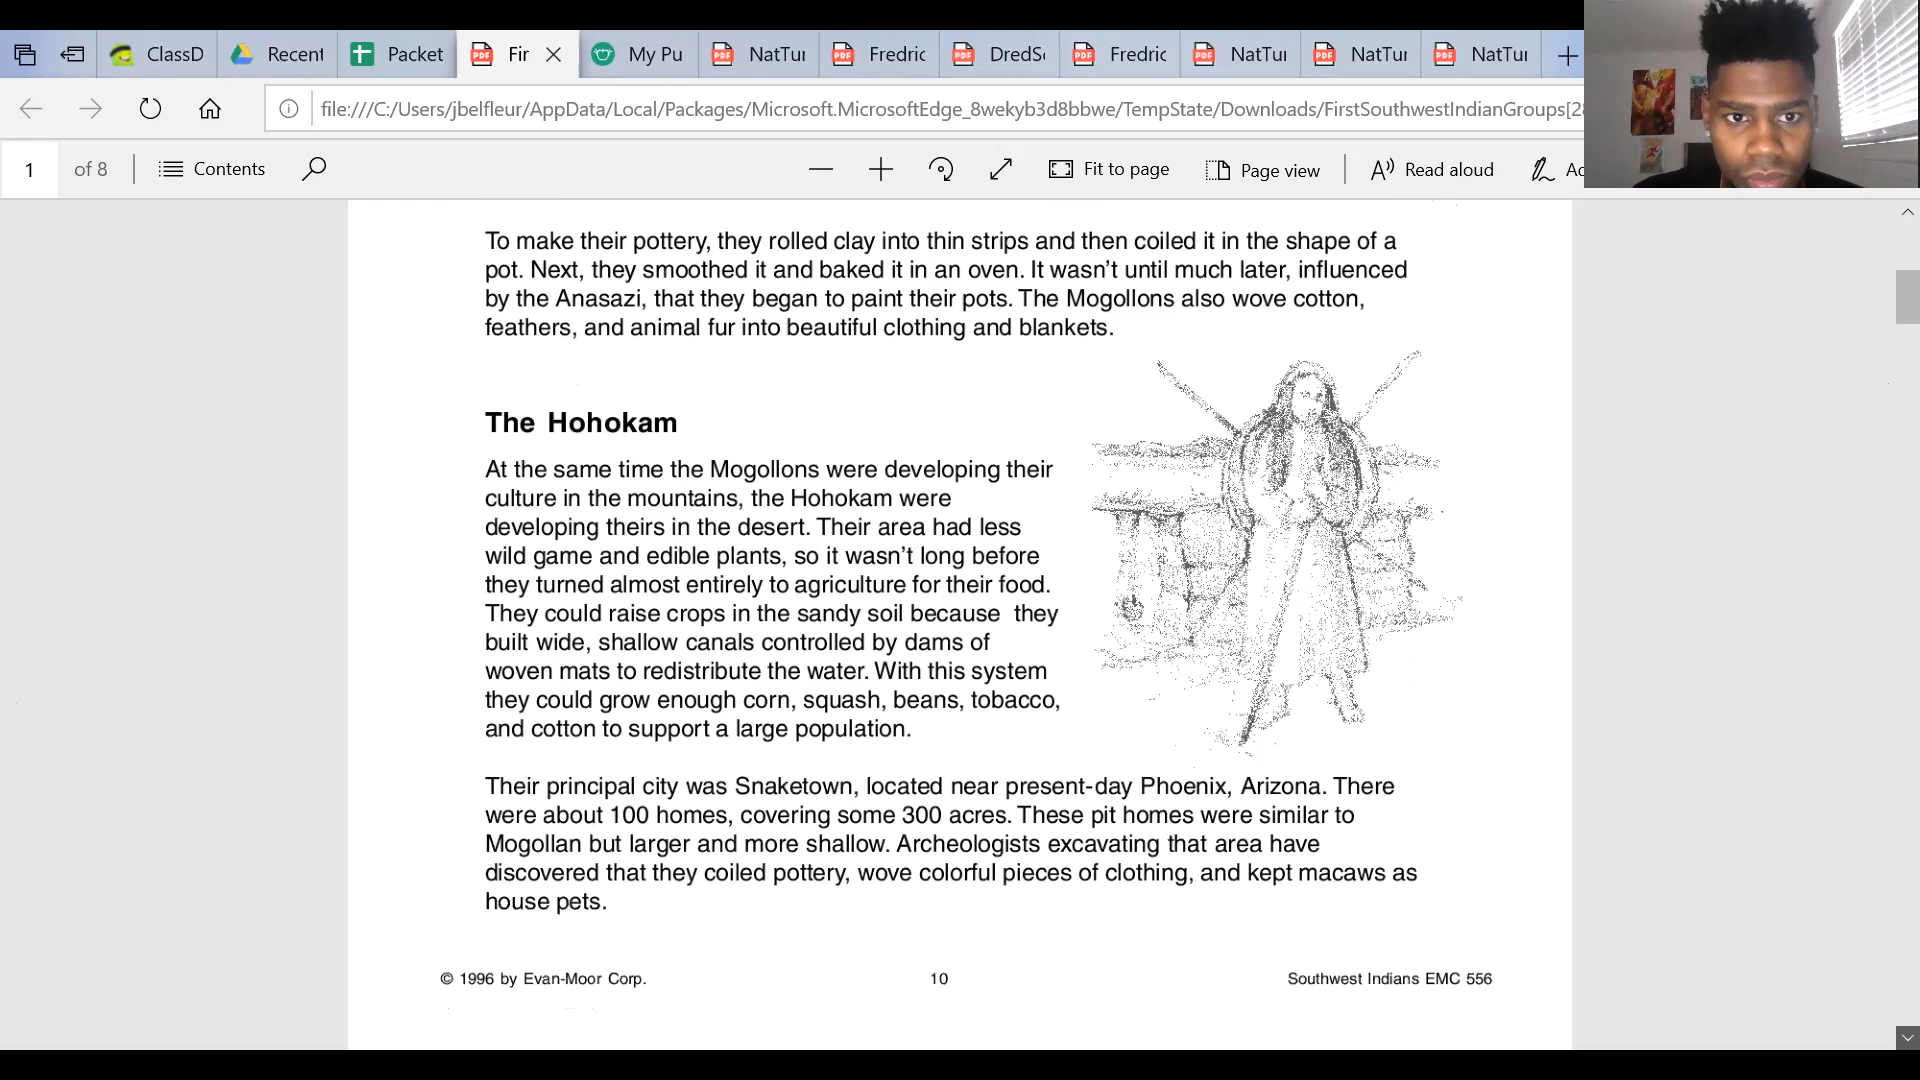 ClassD
Recent
Packet
Fir
My Pu
NatTur
Fredric
DredSc
Fredric
NatTur
NatTur
NatTur
file:///C:/Users/jbelfleur/AppData/Local/Packages/Microsoft.MicrosoftEdge_8wekyb3d8bbwe/TempState/Downloads/FirstSouthwestIndianGroups[28
1 of 8
Contents
Fit to page
Page view
Read aloud
Ad
To make their pottery, they rolled clay into thin strips and then coiled it in the shape of a
pot. Next, they smoothed it and baked it in an oven. It wasn't until much later, influenced
by the Anasazi, that they began to paint their pots. The Mogollons also wove cotton,
feathers, and animal fur into beautiful clothing and blankets.
The Hohokam
At the same time the Mogollons were developing their
culture in the mountains, the Hohokam were
developing theirs in the desert. Their area had less
wild game and edible plants, so it wasn't long before
they turned almost entirely to agriculture for their food.
They could raise crops in the sandy soil because they
built wide, shallow canals controlled by dams of
woven mats to redistribute the water. With this system
they could grow enough corn, squash, beans, tobacco,
and cotton to support a large population.
Their principal city was Snaketown, located near present-day Phoenix, Arizona. There
were about 100 homes, covering some 300 acres. These pit homes were similar to
Mogollan but larger and more shallow. Archeologists excavating that area have
discovered that they coiled pottery, wove colorful pieces of clothing, and kept macaws as
house pets.
© 1996 by Evan-Moor Corp.
10
Southwest Indians EMC 556